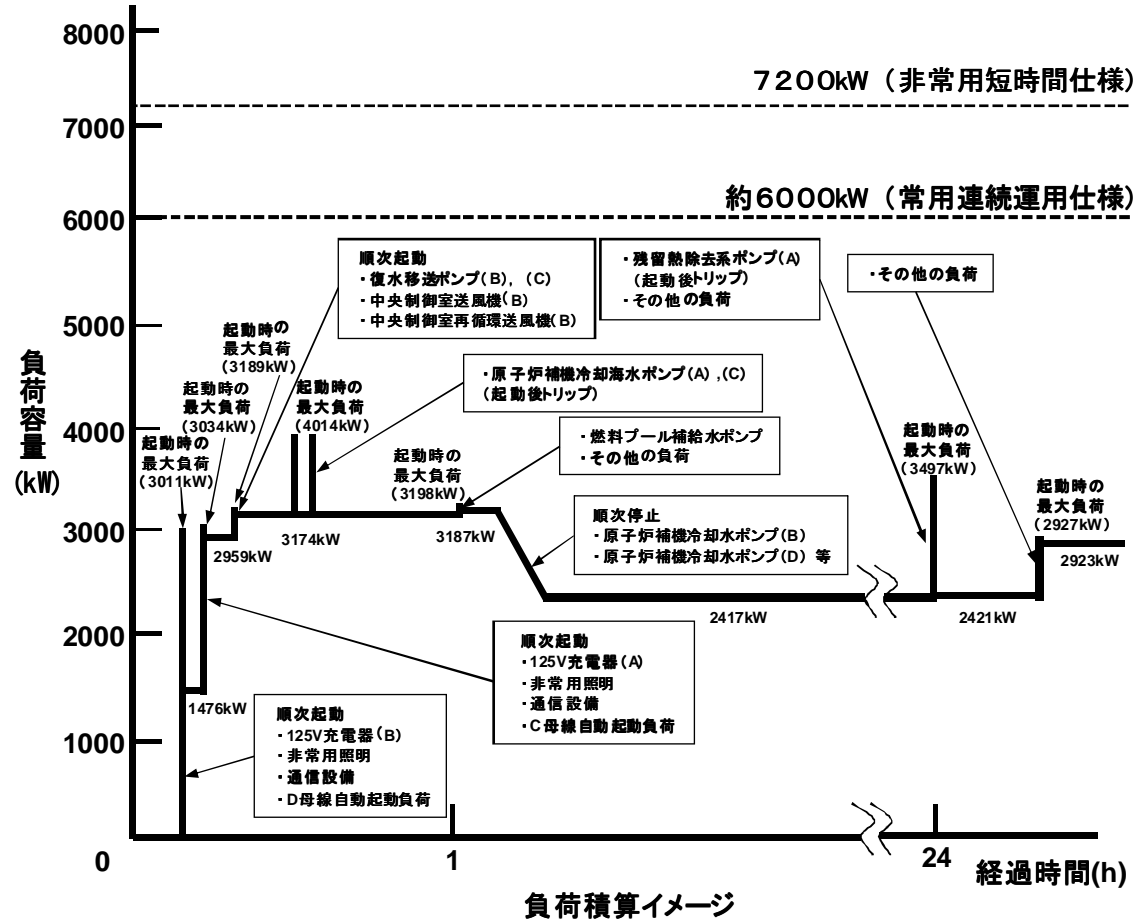 8000
7200kW（非常用短時間仕様）
7000
約6000kW（常用連続運用仕様）
6000
順次起動
・復水移送ポンプ(B)，(C)
・中央制御室送風機(B)
・中央制御室再循環送風機(B)
・残留熱除去系ポンプ(A)
(起動後トリップ)
・その他の負荷
・その他の負荷
5000
起動時の
最大負荷
(3189kW)
負荷容量
(kW)
起動時の
最大負荷
(3034kW)
起動時の
最大負荷
(4014kW)
・原子炉補機冷却海水ポンプ(A)，(C)
(起動後トリップ)
4000
起動時の
最大負荷
(3011kW)
起動時の
最大負荷
(3198kW)
・燃料プール補給水ポンプ
・その他の負荷
起動時の
最大負荷
(3497kW)
起動時の
最大負荷
(2927kW)
3000
2959kW
3174kW
3187kW
順次停止
・原子炉補機冷却水ポンプ(B)
・原子炉補機冷却水ポンプ(D) 等
2923kW
2417kW
2421kW
2000
1476kW
順次起動
・125V充電器(A)
・非常用照明
・通信設備
・C母線自動起動負荷
順次起動
・125V充電器(B)
・非常用照明
・通信設備
・D母線自動起動負荷
1000
0
1
24
経過時間(h)
負荷積算イメージ